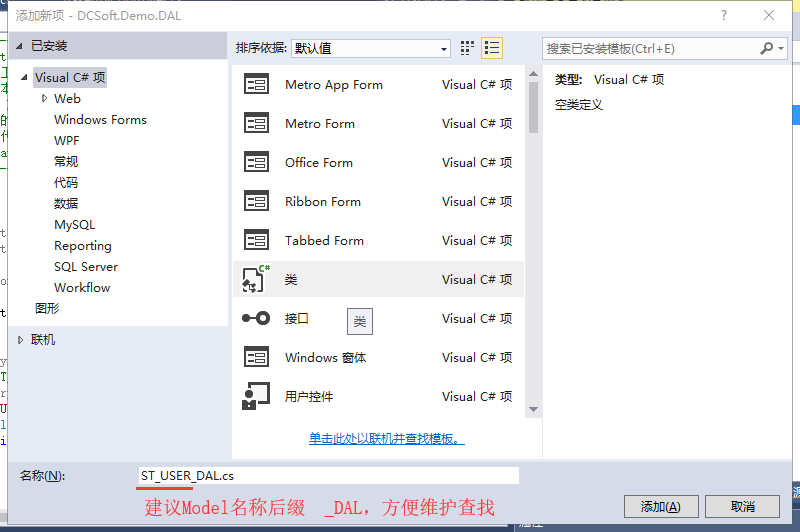 添加新项 - DCSoft.Demo.DAL
?
已安装
排序依据: 默认值
搜索已安装模板(Ctrl+E)
Visual C# 项
Web
Windows Forms
WPF
常规
代码
数据
MySQL
Reporting
SQL Server
Workflow
图形
联机
Metro App Form Visual C# 项
Metro Form Visual C# 项
Office Form Visual C# 项
Ribbon Form Visual C# 项
Tabbed Form Visual C# 项
C#
类 Visual C# 项
接口 Visual C# 项
类
Windows 窗体 Visual C# 项
用户控件 Visual C# 项
单击此处以联机并查找模板。
类型: Visual C# 项
空类定义
名称(N): ST_USER_DAL.cs
建议Model名称后缀 _DAL，方便维护查找
添加(A) 取消